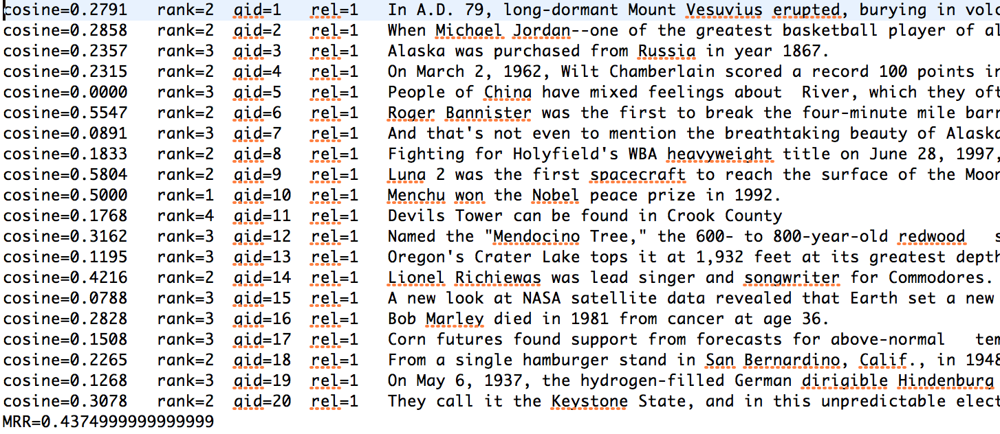 cosine=0.2791 rank=2 qid=1 rel=1 In A.D. 79, long-dormant Mount Vesuvius erupted, burying in
cosine=0.2858 rank=2 qid=2 rel=1 When Michael Jordan--one of the greatest basketball player of
cosine=0.2357 rank=3 qid=3 rel=1 Alaska was purchased from Russia in year 1867.
cosine=0.2315 rank=2 qid=4 rel=1 On March 2, 1962, Wilt Chamberlain scored a record 100 points
cosine=0.0000 rank=3 qid=5 rel=1 People of China have mixed feelings about River, which they
cosine=0.5547 rank=2 qid=6 rel=1 Roger Bannister was the first to break the four-minute mile
cosine=0.0891 rank=3 qid=7 rel=1 And that's not even to mention the breathtaking beauty of Alaska
cosine=0.1833 rank=2 qid=8 rel=1 Fighting for Holyfield's WBA heavyweight title on June 28, 1997,
cosine=0.5804 rank=2 qid=9 rel=1 Luna 2 was the first spacecraft to reach the surface of the Moon
cosine=0.5000 rank=1 qid=10 rel=1 Menchu won the Nobel peace prize in 1992.
cosine=0.1768 rank=4 qid=11 rel=1 Devils Tower can be found in Crook County
cosine=0.3162 rank=3 qid=12 rel=1 Named the "Mendocino Tree," the 600- to 800-year-old redwood
cosine=0.1195 rank=3 qid=13 rel=1 Oregon's Crater Lake tops it at 1,932 feet at its greatest depth
cosine=0.4216 rank=2 qid=14 rel=1 Lionel Richiewas was lead singer and songwriter for Commodores.
cosine=0.0788 rank=3 qid=15 rel=1 A new look at NASA satellite data revealed that Earth set a new
cosine=0.2828 rank=3 qid=16 rel=1 Bob Marley died in 1981 from cancer at age 36.
cosine=0.1508 rank=3 qid=17 rel=1 Corn futures found support from forecasts for above-normal
cosine=0.2265 rank=2 qid=18 rel=1 From a single hamburger stand in San Bernardino, Calif., in 1948
cosine=0.1268 rank=3 qid=19 rel=1 On May 6, 1937, the hydrogen-filled German dirigible Hindenburg
cosine=0.3078 rank=2 qid=20 rel=1 They call it the Keystone State, and in this unpredictable
MRR=0.4374999999999999